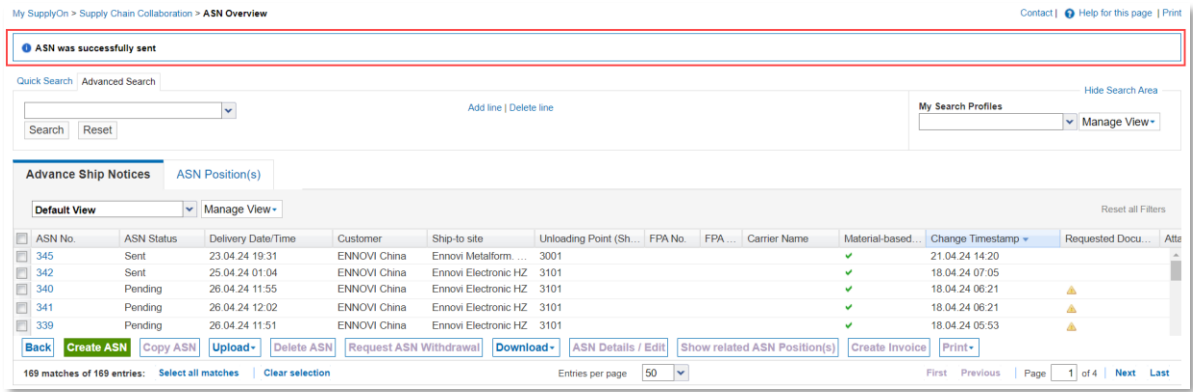 My SupplyOn > Supply Chain Collaboration > ASN Overview Contact | Help for this page | Print
ASN was successfully sent
Quick Search Advanced Search
Hide Search Area
Add line | Delete line My Search Profiles
Manage View
Search Reset
Advance Ship Notices ASN Position(s)
Default View Manage View Reset all Filters
ASN No. ASN Status Delivery Date/Time Customer Ship-to site Unloading Point (Sh... FPA No. FPA ... Carrier Name Material-based... Change Timestamp Requested Docu... Atta
345 Sent 23.04.24 19:31 ENNOVI China Ennovi Metalform. ... 3001 21.04.24 14:20
342 Sent 25.04.24 01:04 ENNOVI China Ennovi Electronic HZ 3101 18.04.24 07:05
340 Pending 26.04.24 11:55 ENNOVI China Ennovi Electronic HZ 3101 18.04.24 06:21
341 Pending 26.04.24 12:02 ENNOVI China Ennovi Electronic HZ 3101 18.04.24 06:21
339 Pending 26.04.24 11:51 ENNOVI China Ennovi Electronic HZ 3101 18.04.24 05:53
Back Create ASN Copy ASN Upload Delete ASN Request ASN Withdrawal Download ASN Details / Edit Show related ASN Position(s) Create Invoice Print
169 matches of 169 entries: Select all matches | Clear selection Entries per page 50 First Previous | Page 1 of 4 | Next Last